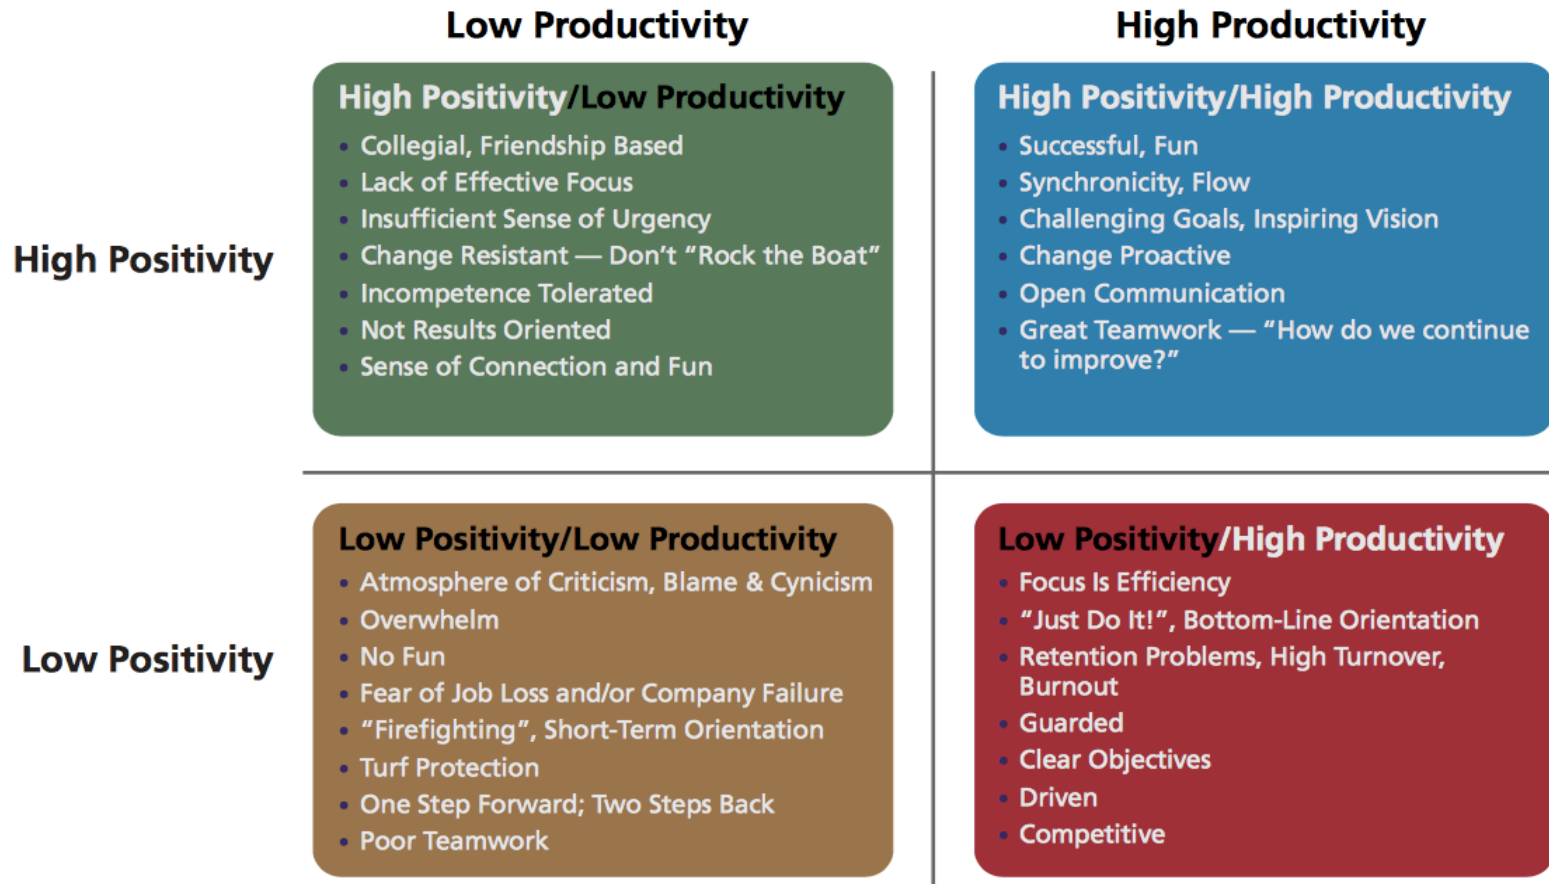 Low Productivity
High Productivity
High Positivity
High Positivity/Low Productivity
• Collegial, Friendship Based
• Lack of Effective Focus
• Insufficient Sense of Urgency
• Change Resistant — Don’t “Rock the Boat”
• Incompetence Tolerated
• Not Results Oriented
• Sense of Connection and Fun
High Positivity/High Productivity
• Successful, Fun
• Synchronicity, Flow
• Challenging Goals, Inspiring Vision
• Change Proactive
• Open Communication
• Great Teamwork — “How do we continue
to improve?”
Low Positivity
Low Positivity/Low Productivity
• Atmosphere of Criticism, Blame & Cynicism
• Overwhelm
• No Fun
• Fear of Job Loss and/or Company Failure
• “Firefighting”, Short-Term Orientation
• Turf Protection
• One Step Forward; Two Steps Back
• Poor Teamwork
Low Positivity/High Productivity
• Focus Is Efficiency
• “Just Do It!”, Bottom-Line Orientation
• Retention Problems, High Turnover,
Burnout
• Guarded
• Clear Objectives
• Driven
• Competitive